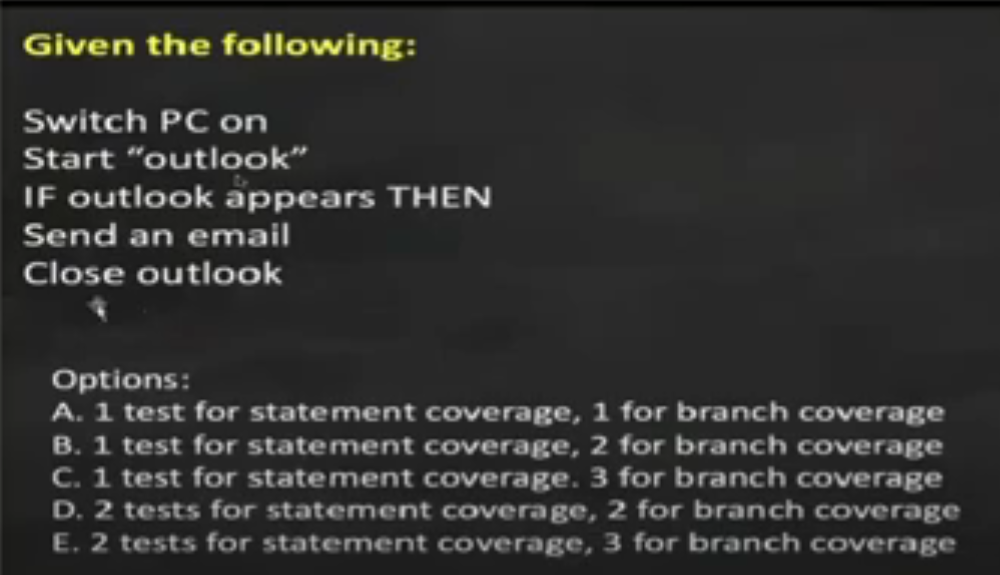 Given the following:
Switch PC on
Start “outlook”
IF outlook appears THEN
Send an email
Close outlook
Options:
A. 1 test for statement coverage, 1 for branch coverage
B. 1 test for statement coverage, 2 for branch coverage
C. 1 test for statement coverage. 3 for branch coverage
D. 2 tests for statement coverage, 2 for branch coverage
E. 2 tests for statement coverage, 3 for branch coverage